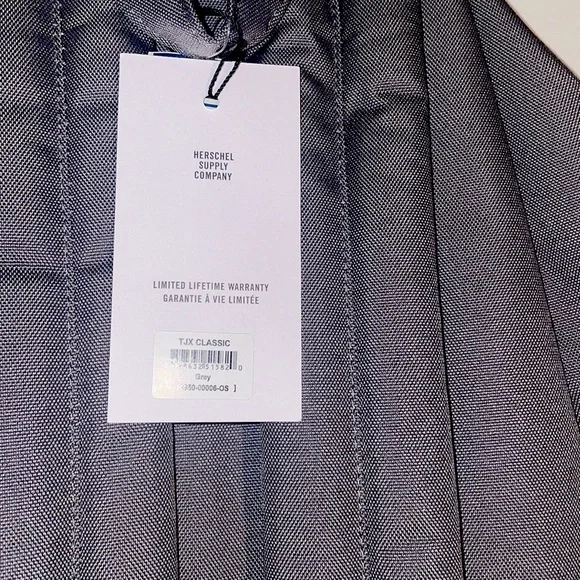 HERSCHEL
SUPPLY
COMPANY
LIMITED LIFETIME WARRANTY
GARANTIE À VIE LIMITÉE
TJX CLASSIC
Grey